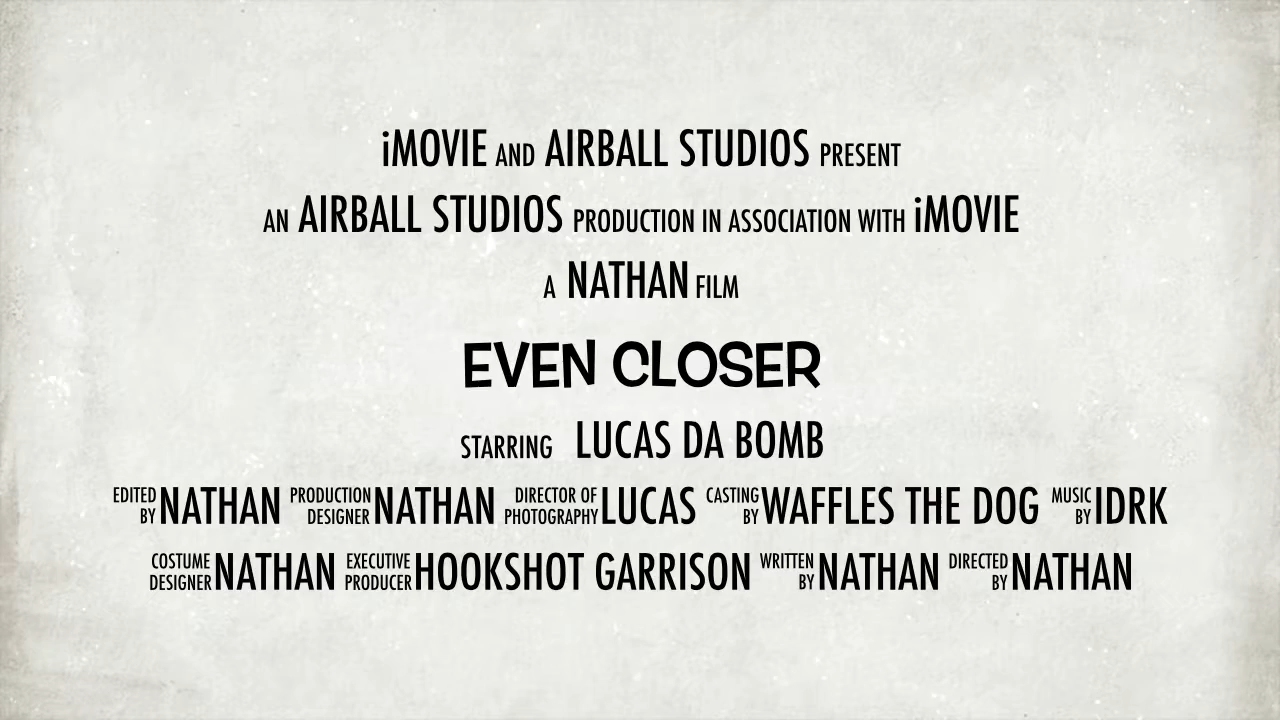 iMOVIE AND AIRBALL STUDIOS PRESENT
AN AIRBALL STUDIOS PRODUCTION IN ASSOCIATION WITH iMOVIE
A NATHAN FILM
EVEN CLOSER
STARRING LUCAS DA BOMB
EDITED BY NATHAN PRODUCTION DESIGNER NATHAN DIRECTOR OF PHOTOGRAPHY LUCAS CASTING BY WAFFLES THE DOG MUSIC BY IDRK
COSTUME DESIGNER NATHAN EXECUTIVE PRODUCER HOOKSHOT GARRISON WRITTEN BY NATHAN DIRECTED BY NATHAN